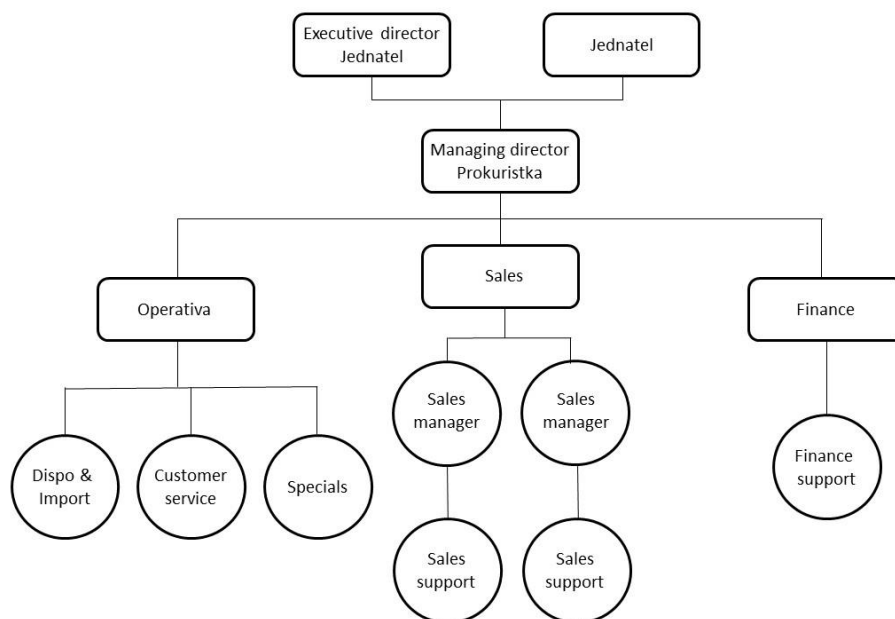 Executive director
Jednatel
Jednatel
Managing director
Prokuristka
Operativa
Sales
Finance
Sales
manager
Sales
manager
Dispo &
Import
Customer
service
Specials
Finance
support
Sales
support
Sales
support